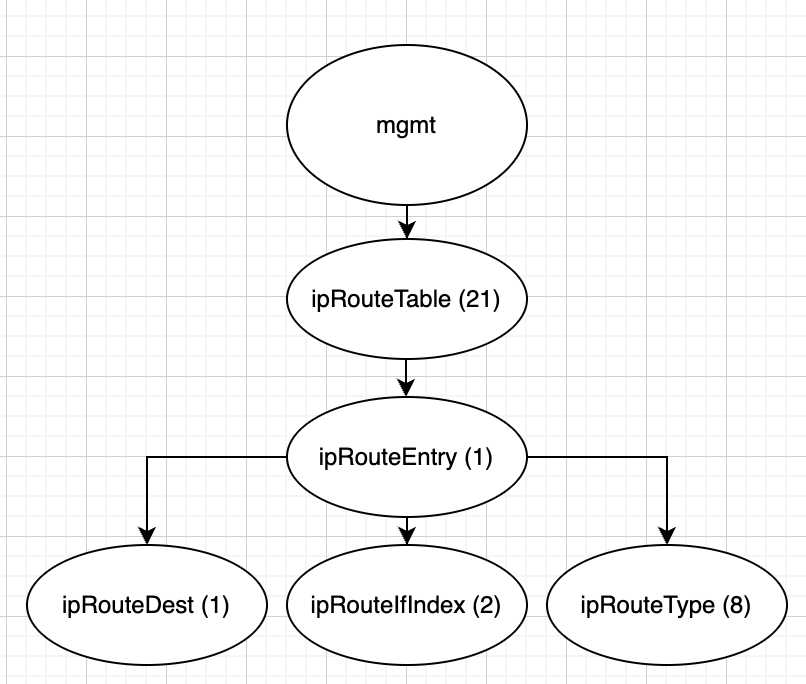 mgmt
ipRouteTable (21)
ipRouteEntry (1)
ipRouteDest (1)
ipRouteIfIndex (2)
ipRouteType (8)